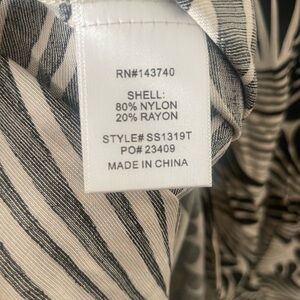 RN#143740
SHELL:
80% NYLON
20% RAYON
STYLE# SS1319T
PO# 23409
MADE IN CHINA